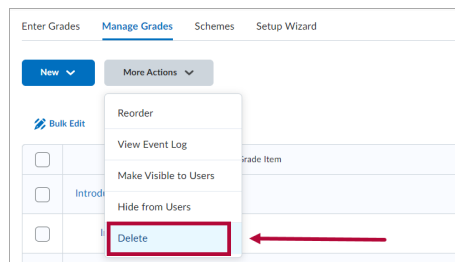 Enter Grades Manage Grades Schemes Setup Wizard
New More Actions
Reorder
Bulk Edit
View Event Log
Grade Item
Make Visible to Users
Hide from Users
Delete